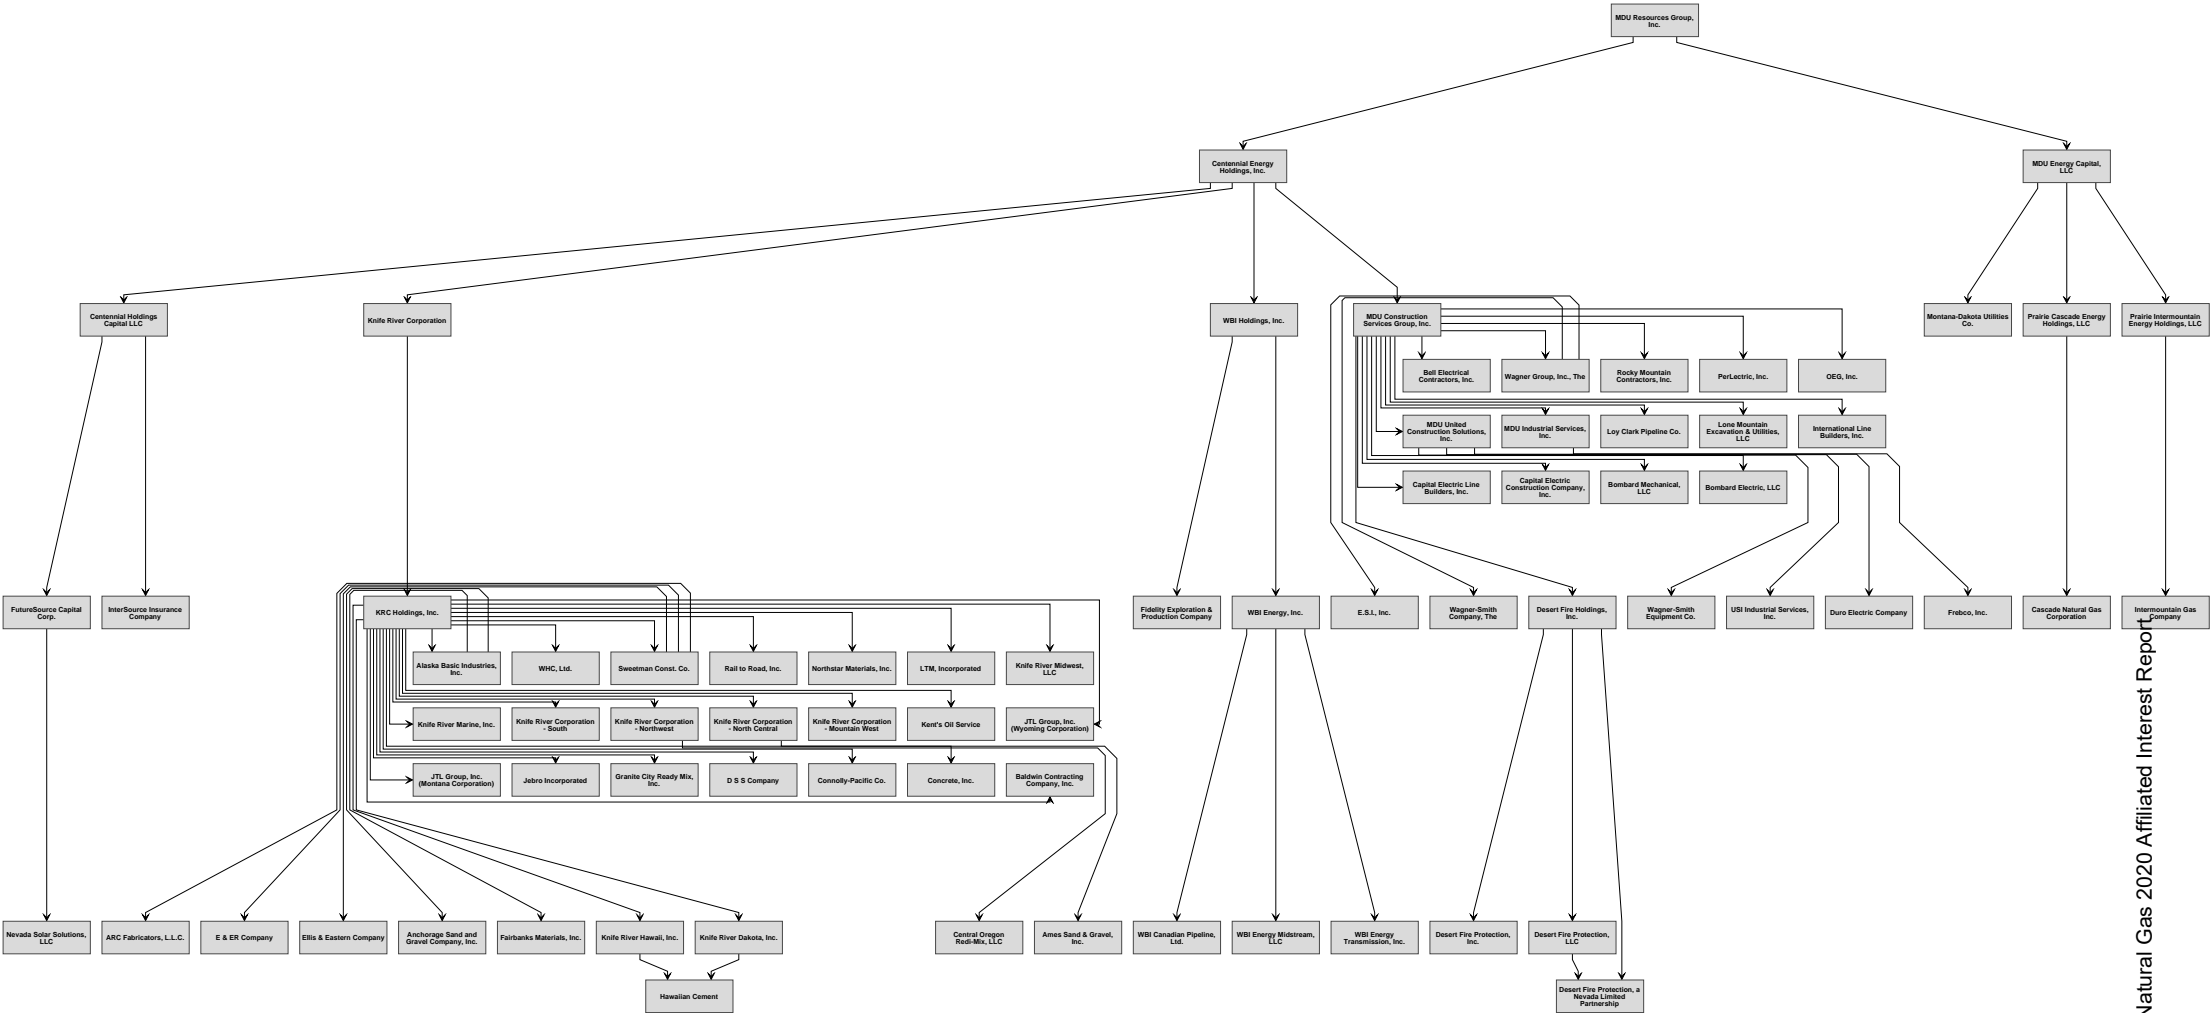 MDU Resources Group,
Inc.
Centennial Energy
Holdings, Inc.
MDU Energy Capital,
LLC
Centennial Holdings
Capital LLC
Knife River Corporation
WBI Holdings, Inc.
MDU Construction
Services Group, Inc.
Montana-Dakota Utilities
Co.
Prairie Cascade Energy
Holdings, LLC
Prairie Intermountain
Energy Holdings, LLC
Bell Electrical
Contractors, Inc.
Wagner Group, Inc., The
Rocky Mountain
Contractors, Inc.
PerLectric, Inc.
OEG, Inc.
MDU United
Construction Solutions,
Inc.
MDU Industrial Services,
Inc.
Loy Clark Pipeline Co.
Lone Mountain
Excavation & Utilities,
LLC
International Line
Builders, Inc.
Capital Electric Line
Builders, Inc.
Capital Electric
Construction Company,
Inc.
Bombard Mechanical,
LLC
Bombard Electric, LLC
FutureSource Capital
Corp.
InterSource Insurance
Company
KRC Holdings, Inc.
Fidelity Exploration &
Production Company
WBI Energy, Inc.
E.S.I., Inc.
Wagner-Smith
Company, The
Desert Fire Holdings,
Inc.
Wagner-Smith
Equipment Co.
USI Industrial Services,
Inc.
Duro Electric Company
Frebco, Inc.
Cascade Natural Gas
Corporation
Intermountain Gas
Company
Alaska Basic Industries,
Inc.
WHC, Ltd.
Sweetman Const. Co.
Rail to Road, Inc.
Northstar Materials, Inc.
LTM, Incorporated
Knife River Midwest,
LLC
Knife River Marine, Inc.
Knife River Corporation
- South
Knife River Corporation
- Northwest
Knife River Corporation
- North Central
Knife River Corporation
- Mountain West
Kent's Oil Service
JTL Group, Inc.
(Wyoming Corporation)
JTL Group, Inc.
(Montana Corporation)
Jebro Incorporated
Granite City Ready Mix,
Inc.
D S S Company
Connolly-Pacific Co.
Concrete, Inc.
Baldwin Contracting
Company, Inc.
Nevada Solar Solutions,
LLC
ARC Fabricators, L.L.C.
E & ER Company
Ellis & Eastern Company
Anchorage Sand and
Gravel Company, Inc.
Fairbanks Materials, Inc.
Knife River Hawaii, Inc.
Knife River Dakota, Inc.
Central Oregon
Redi-Mix, LLC
Ames Sand & Gravel,
Inc.
WBI Canadian Pipeline,
Ltd.
WBI Energy Midstream,
LLC
WBI Energy
Transmission, Inc.
Desert Fire Protection,
Inc.
Desert Fire Protection,
LLC
Hawaiian Cement
Desert Fire Protection, a
Nevada Limited
Partnership
Natural Gas 2020 Affiliated Interest Report